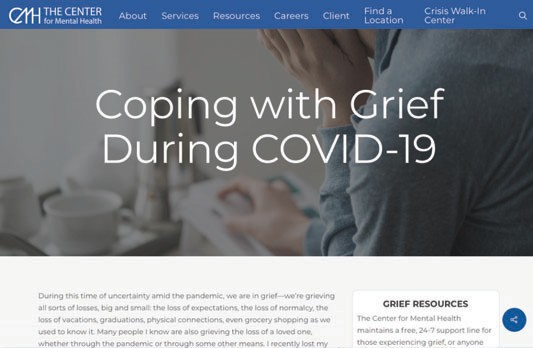 CMH THE CENTER
for Mental Health
About Services Resources Careers Client Find a Location Crisis Walk-In Center
Coping with Grief
During COVID-19
During this time of uncertainty amid the pandemic, we are in grief—we're grieving
all sorts of losses, big and small: the loss of expectations, the loss of normalcy, the
loss of vacations, graduations, physical connections, even grocery shopping as we
used to know it. Many people I know are also grieving the loss of a loved one,
whether through the pandemic or through some other means. I recently lost my
GRIEF RESOURCES
The Center for Mental Health
maintains a free, 24-7 support line for
those experiencing grief, or anyone